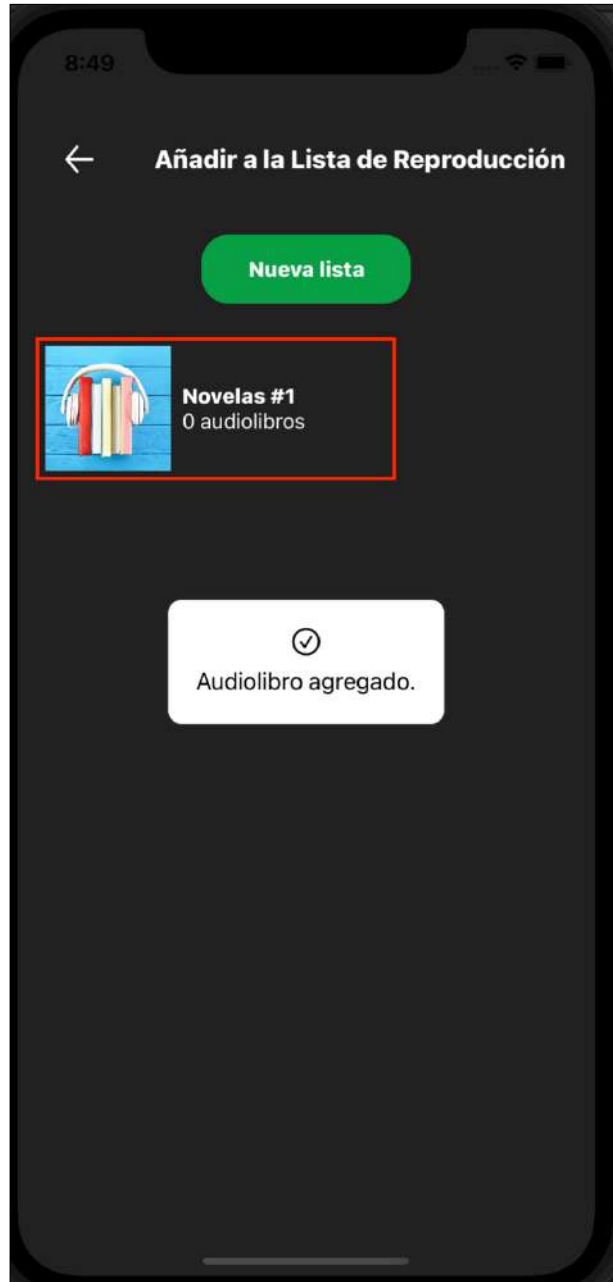 8:49
Añadir a la Lista de Reproducción
Nueva lista
Novelas #1
0 audiolibros
Audiolibro agregado.